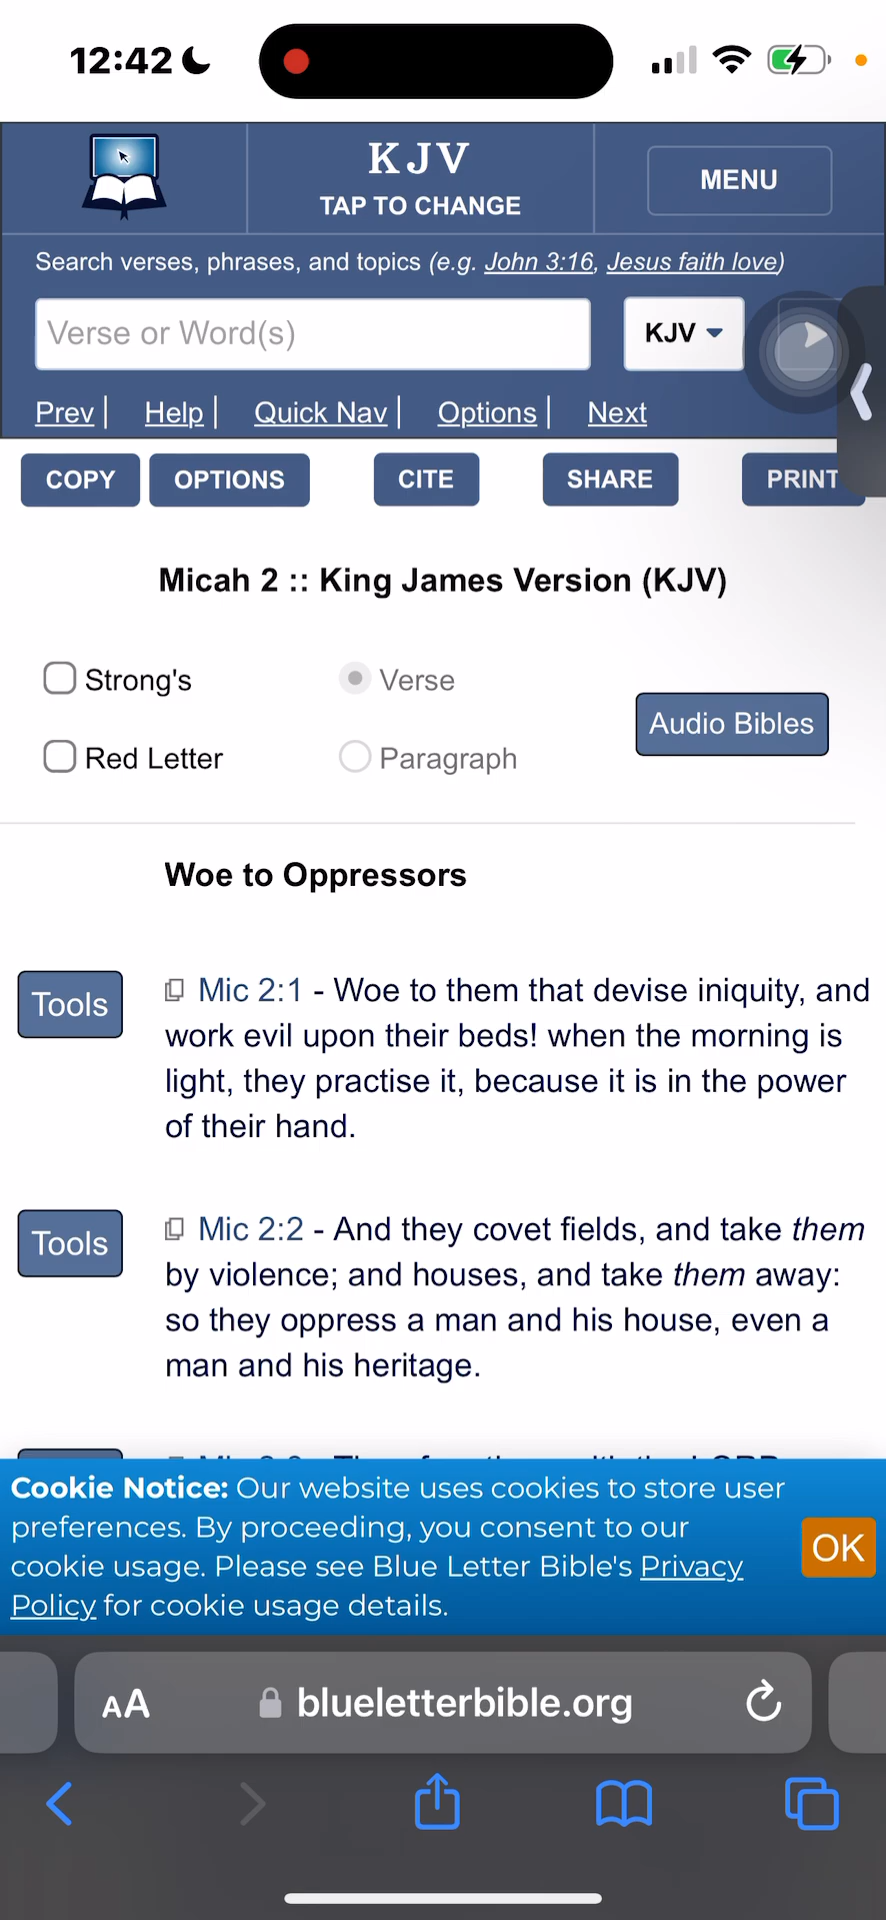 12:42
KJV
TAP TO CHANGE
MENU
Search verses, phrases, and topics (e.g. John 3:16, Jesus faith love)
Verse or Word(s)
KJV
Prev | Help | Quick Nav | Options | Next
COPY OPTIONS CITE SHARE PRINT
Micah 2 :: King James Version (KJV)
Strong's Verse
Audio Bibles
Red Letter Paragraph
Woe to Oppressors
Tools
Mic 2:1 - Woe to them that devise iniquity, and
work evil upon their beds! when the morning is
light, they practise it, because it is in the power
of their hand.
Tools
Mic 2:2 - And they covet fields, and take them
by violence; and houses, and take them away:
so they oppress a man and his house, even a
man and his heritage.
Cookie Notice: Our website uses cookies to store user
preferences. By proceeding, you consent to our
cookie usage. Please see Blue Letter Bible's Privacy
Policy for cookie usage details.
OK
AA blueletterbible.org